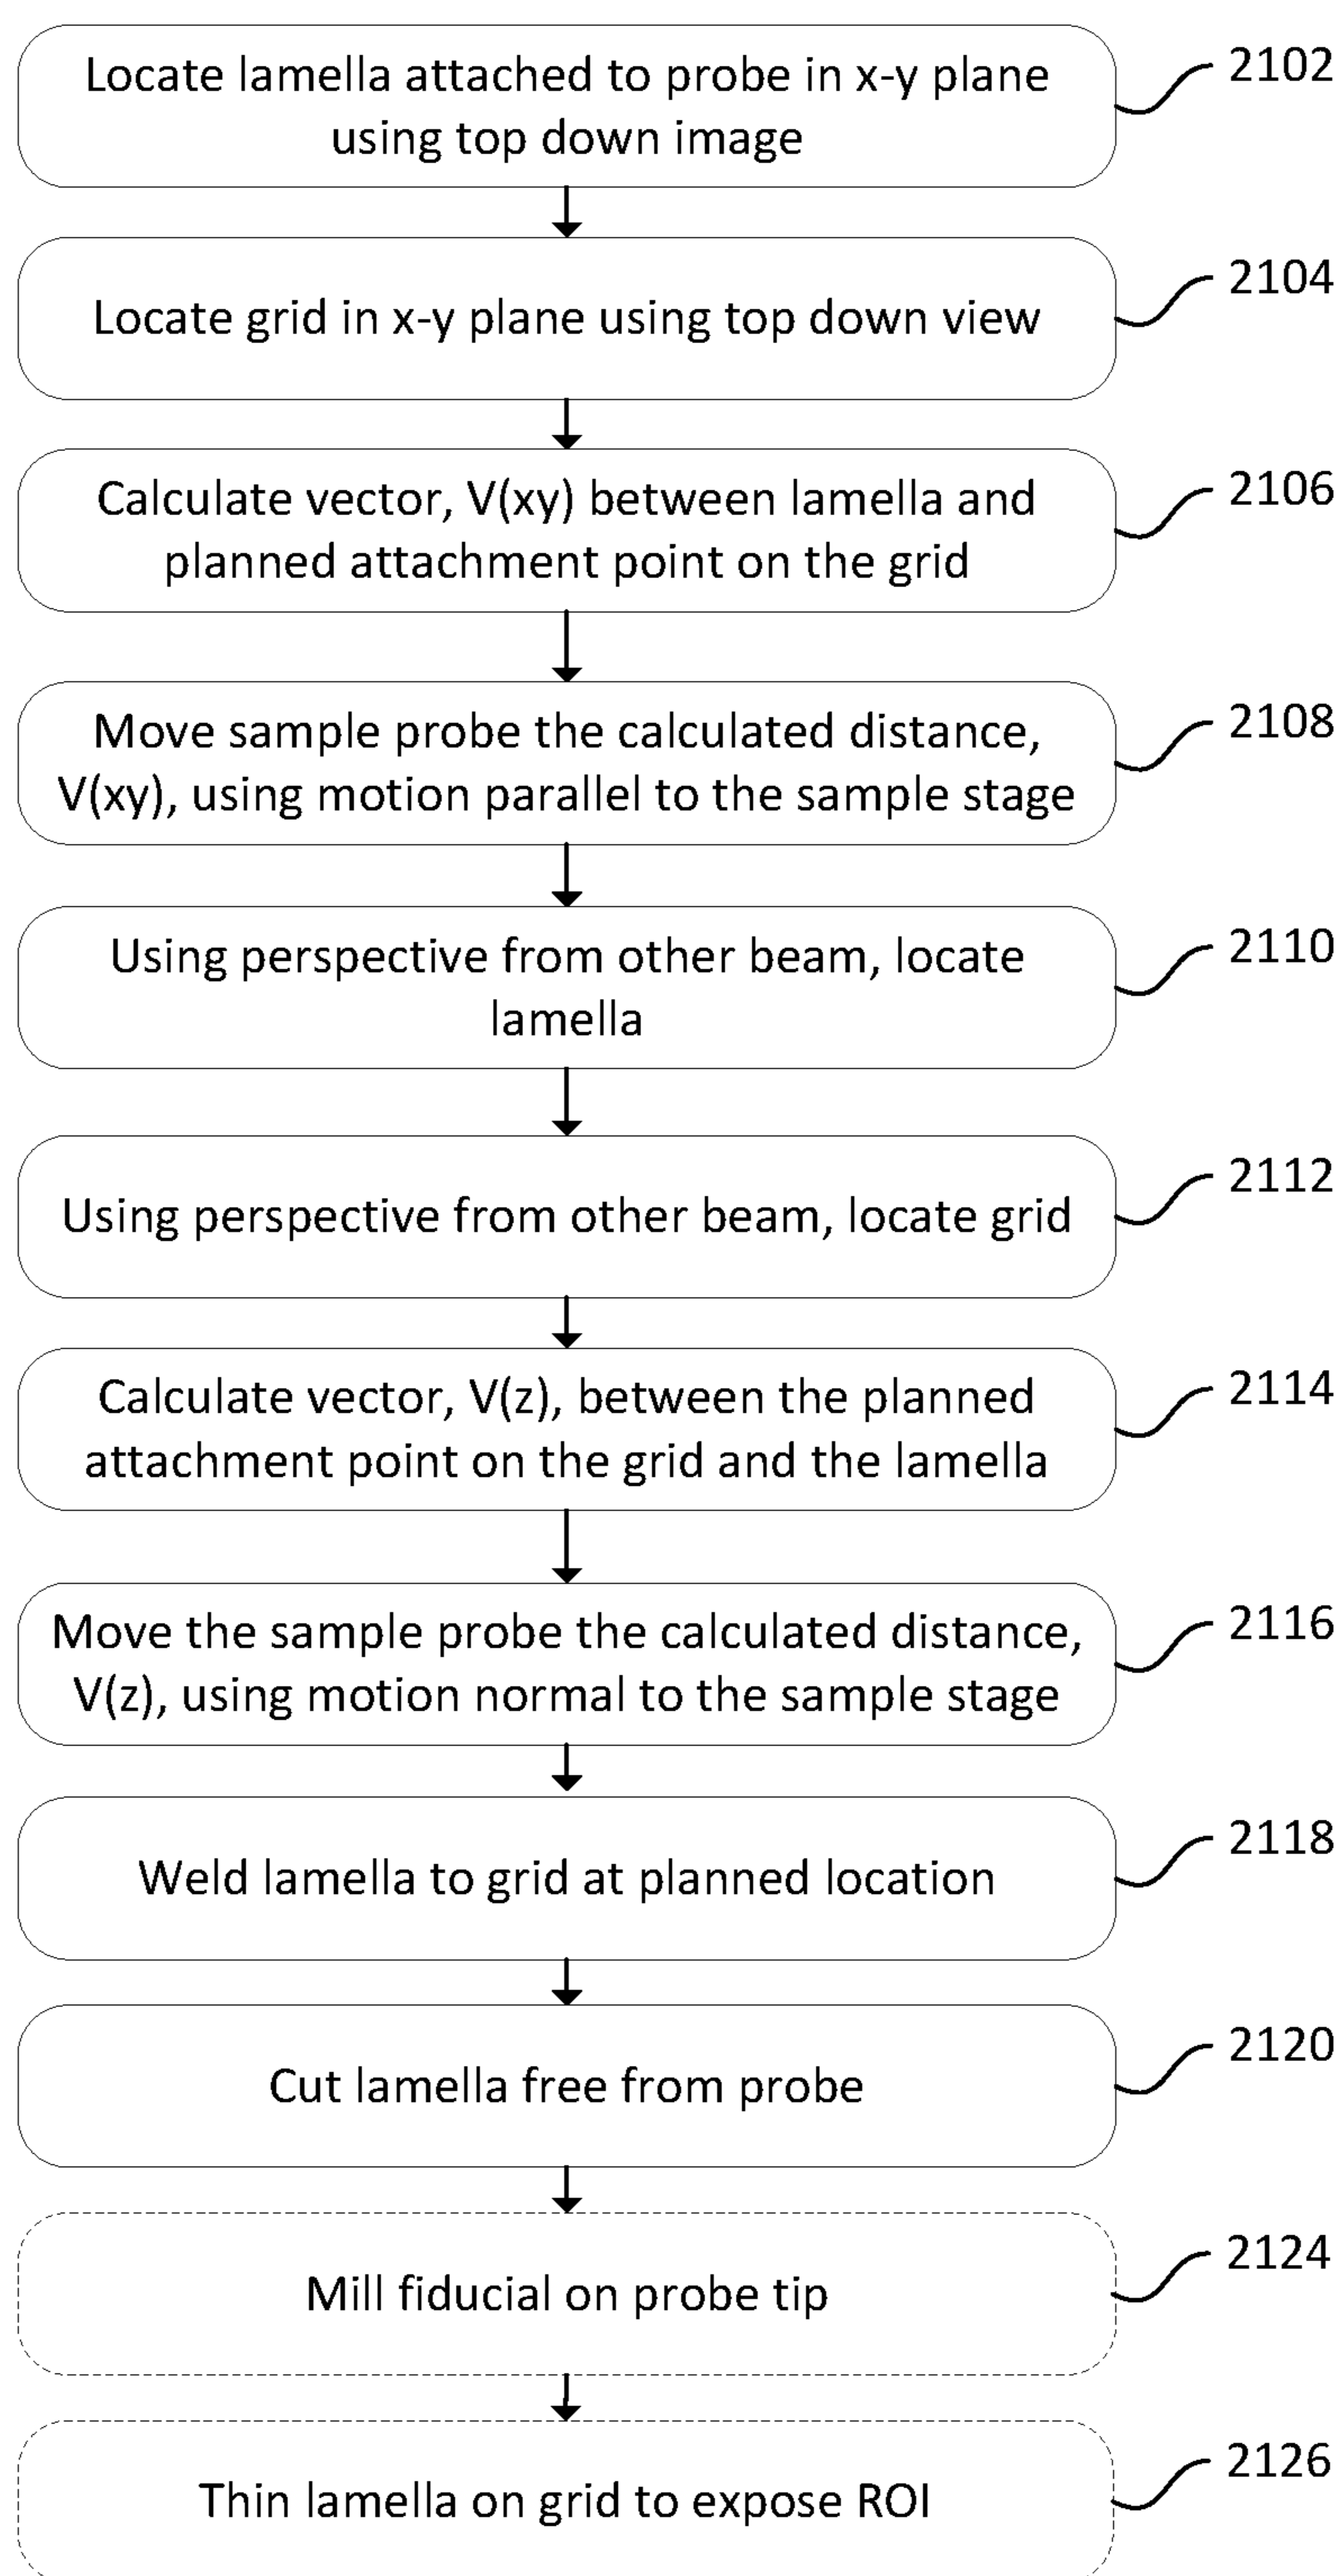 Locate lamella attached to probe in x-y plane
using top down image
2102
Locate grid in x-y plane using top down view
2104
Calculate vector, V(xy) between lamella and
planned attachment point on the grid
2106
Move sample probe the calculated distance,
V(xy), using motion parallel to the sample stage
2108
Using perspective from other beam, locate
lamella
2110
Using perspective from other beam, locate grid
2112
Calculate vector, V(z), between the planned
attachment point on the grid and the lamella
2114
Move the sample probe the calculated distance,
V(z), using motion normal to the sample stage
2116
Weld lamella to grid at planned location
2118
Cut lamella free from probe
2120
Mill fiducial on probe tip
2124
Thin lamella on grid to expose ROI
2126